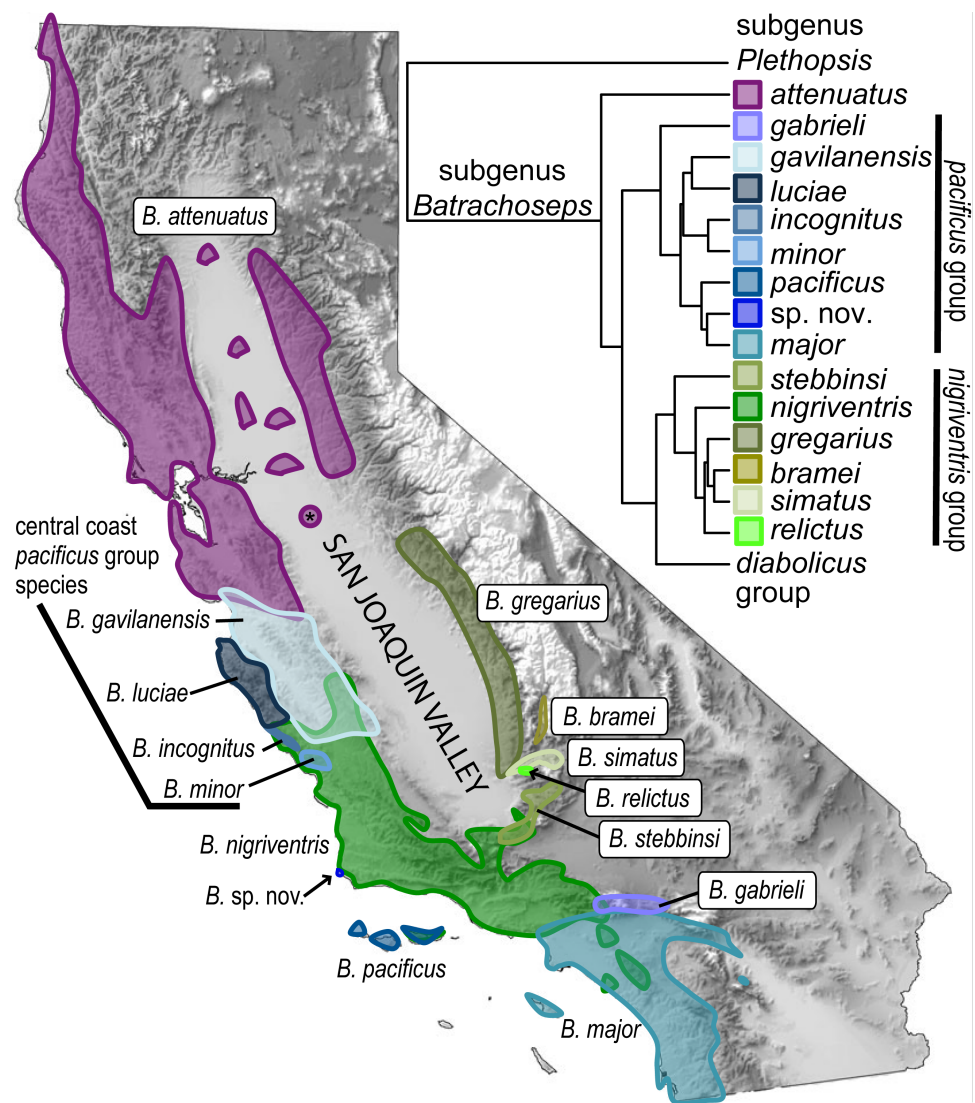 subgenus
Plethopsis
attenuatus
gabrieli
gavilanensis
luciae
incognitus
minor
pacificus
sp. nov.
major
stebbinsi
nigriventris
gregarius
bramei
simatus
relictus
diabolicus
group
subgenus
Batrachoseps
pacificus group
nigriventris group
B. attenuatus
*
SAN JOAQUIN VALLEY
central coast
pacificus group
species
B. gavilanensis
B. luciae
B. incognitus
B. minor
B. nigriventris
B. sp. nov.
B. pacificus
B. gregarius
B. bramei
B. simatus
B. relictus
B. stebbinsi
B. gabrieli
B. major